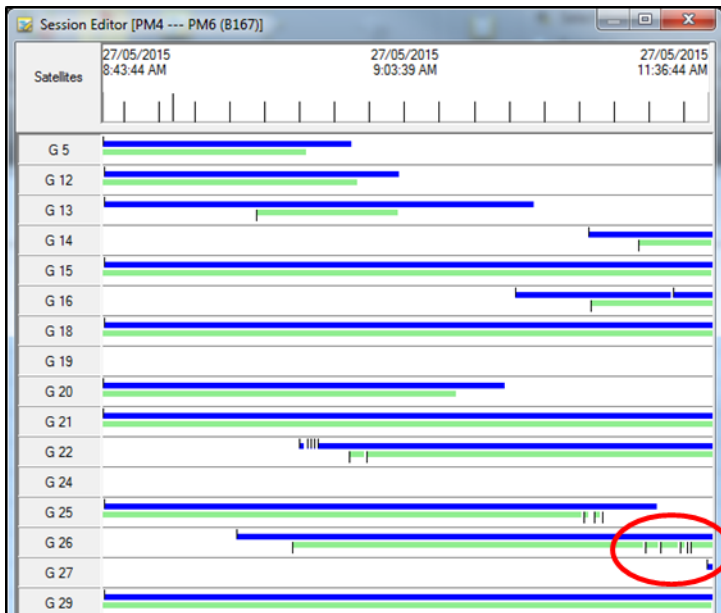 Session Editor [PM4 --- PM6 (B167)]
Satellites
27/05/2015 27/05/2015 27/05/2015
8:43:44 AM 9:03:39 AM 11:36:44 AM
G 5
G 12
G 13
G 14
G 15
G 16
G 18
G 19
G 20
G 21
G 22
G 24
G 25
G 26
G 27
G 29